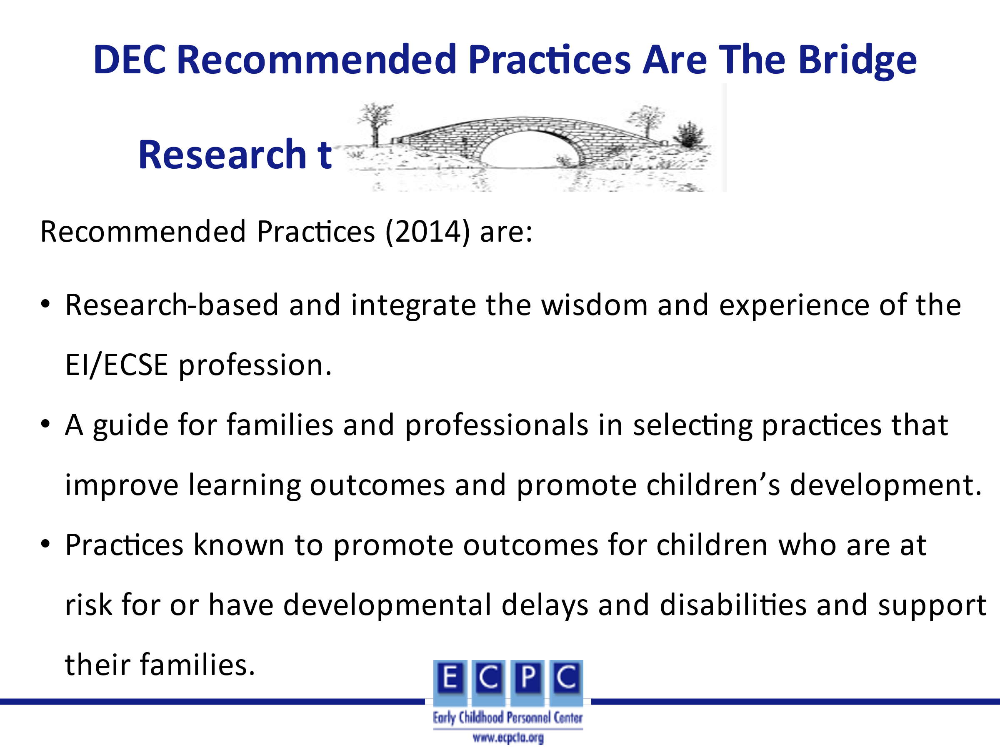 DEC Recommended Practices Are The Bridge
Research t
Recommended Practices (2014) are:
• Research-based and integrate the wisdom and experience of the
EI/ECSE profession.
• A guide for families and professionals in selecting practices that
improve learning outcomes and promote children’s development.
• Practices known to promote outcomes for children who are at
risk for or have developmental delays and disabilities and support
their families.
E C P C
Early Childhood Personnel Center
www.ecpcta.org